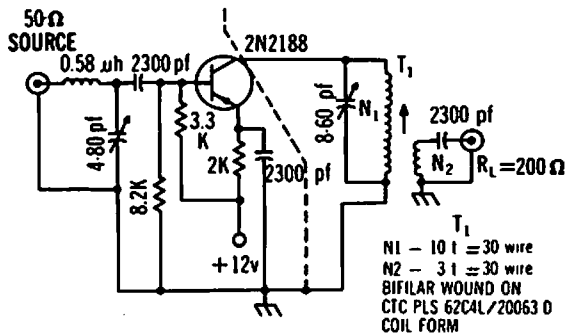 50-Ω
SOURCE
0.58 µh
2300 pf
2N2188
4-80 pf
8.2K
3.3
K
2K
2300 pf
+12v
8-60 pf
N1
T1
N2
2300 pf
RL=200 Ω
T1
N1 - 10 t = 30 wire
N2 - 3 t = 30 wire
BIFILAR WOUND ON
CTC PLS 62C4L/20063 D
COIL FORM